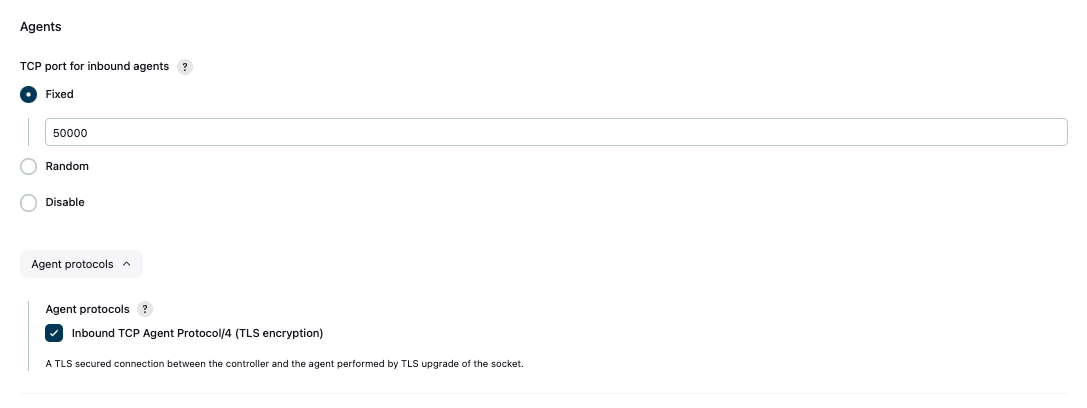 Agents
TCP port for inbound agents ?
Fixed
50000
Random
Disable
Agent protocols
Agent protocols ?
Inbound TCP Agent Protocol/4 (TLS encryption)
A TLS secured connection between the controller and the agent performed by TLS upgrade of the socket.